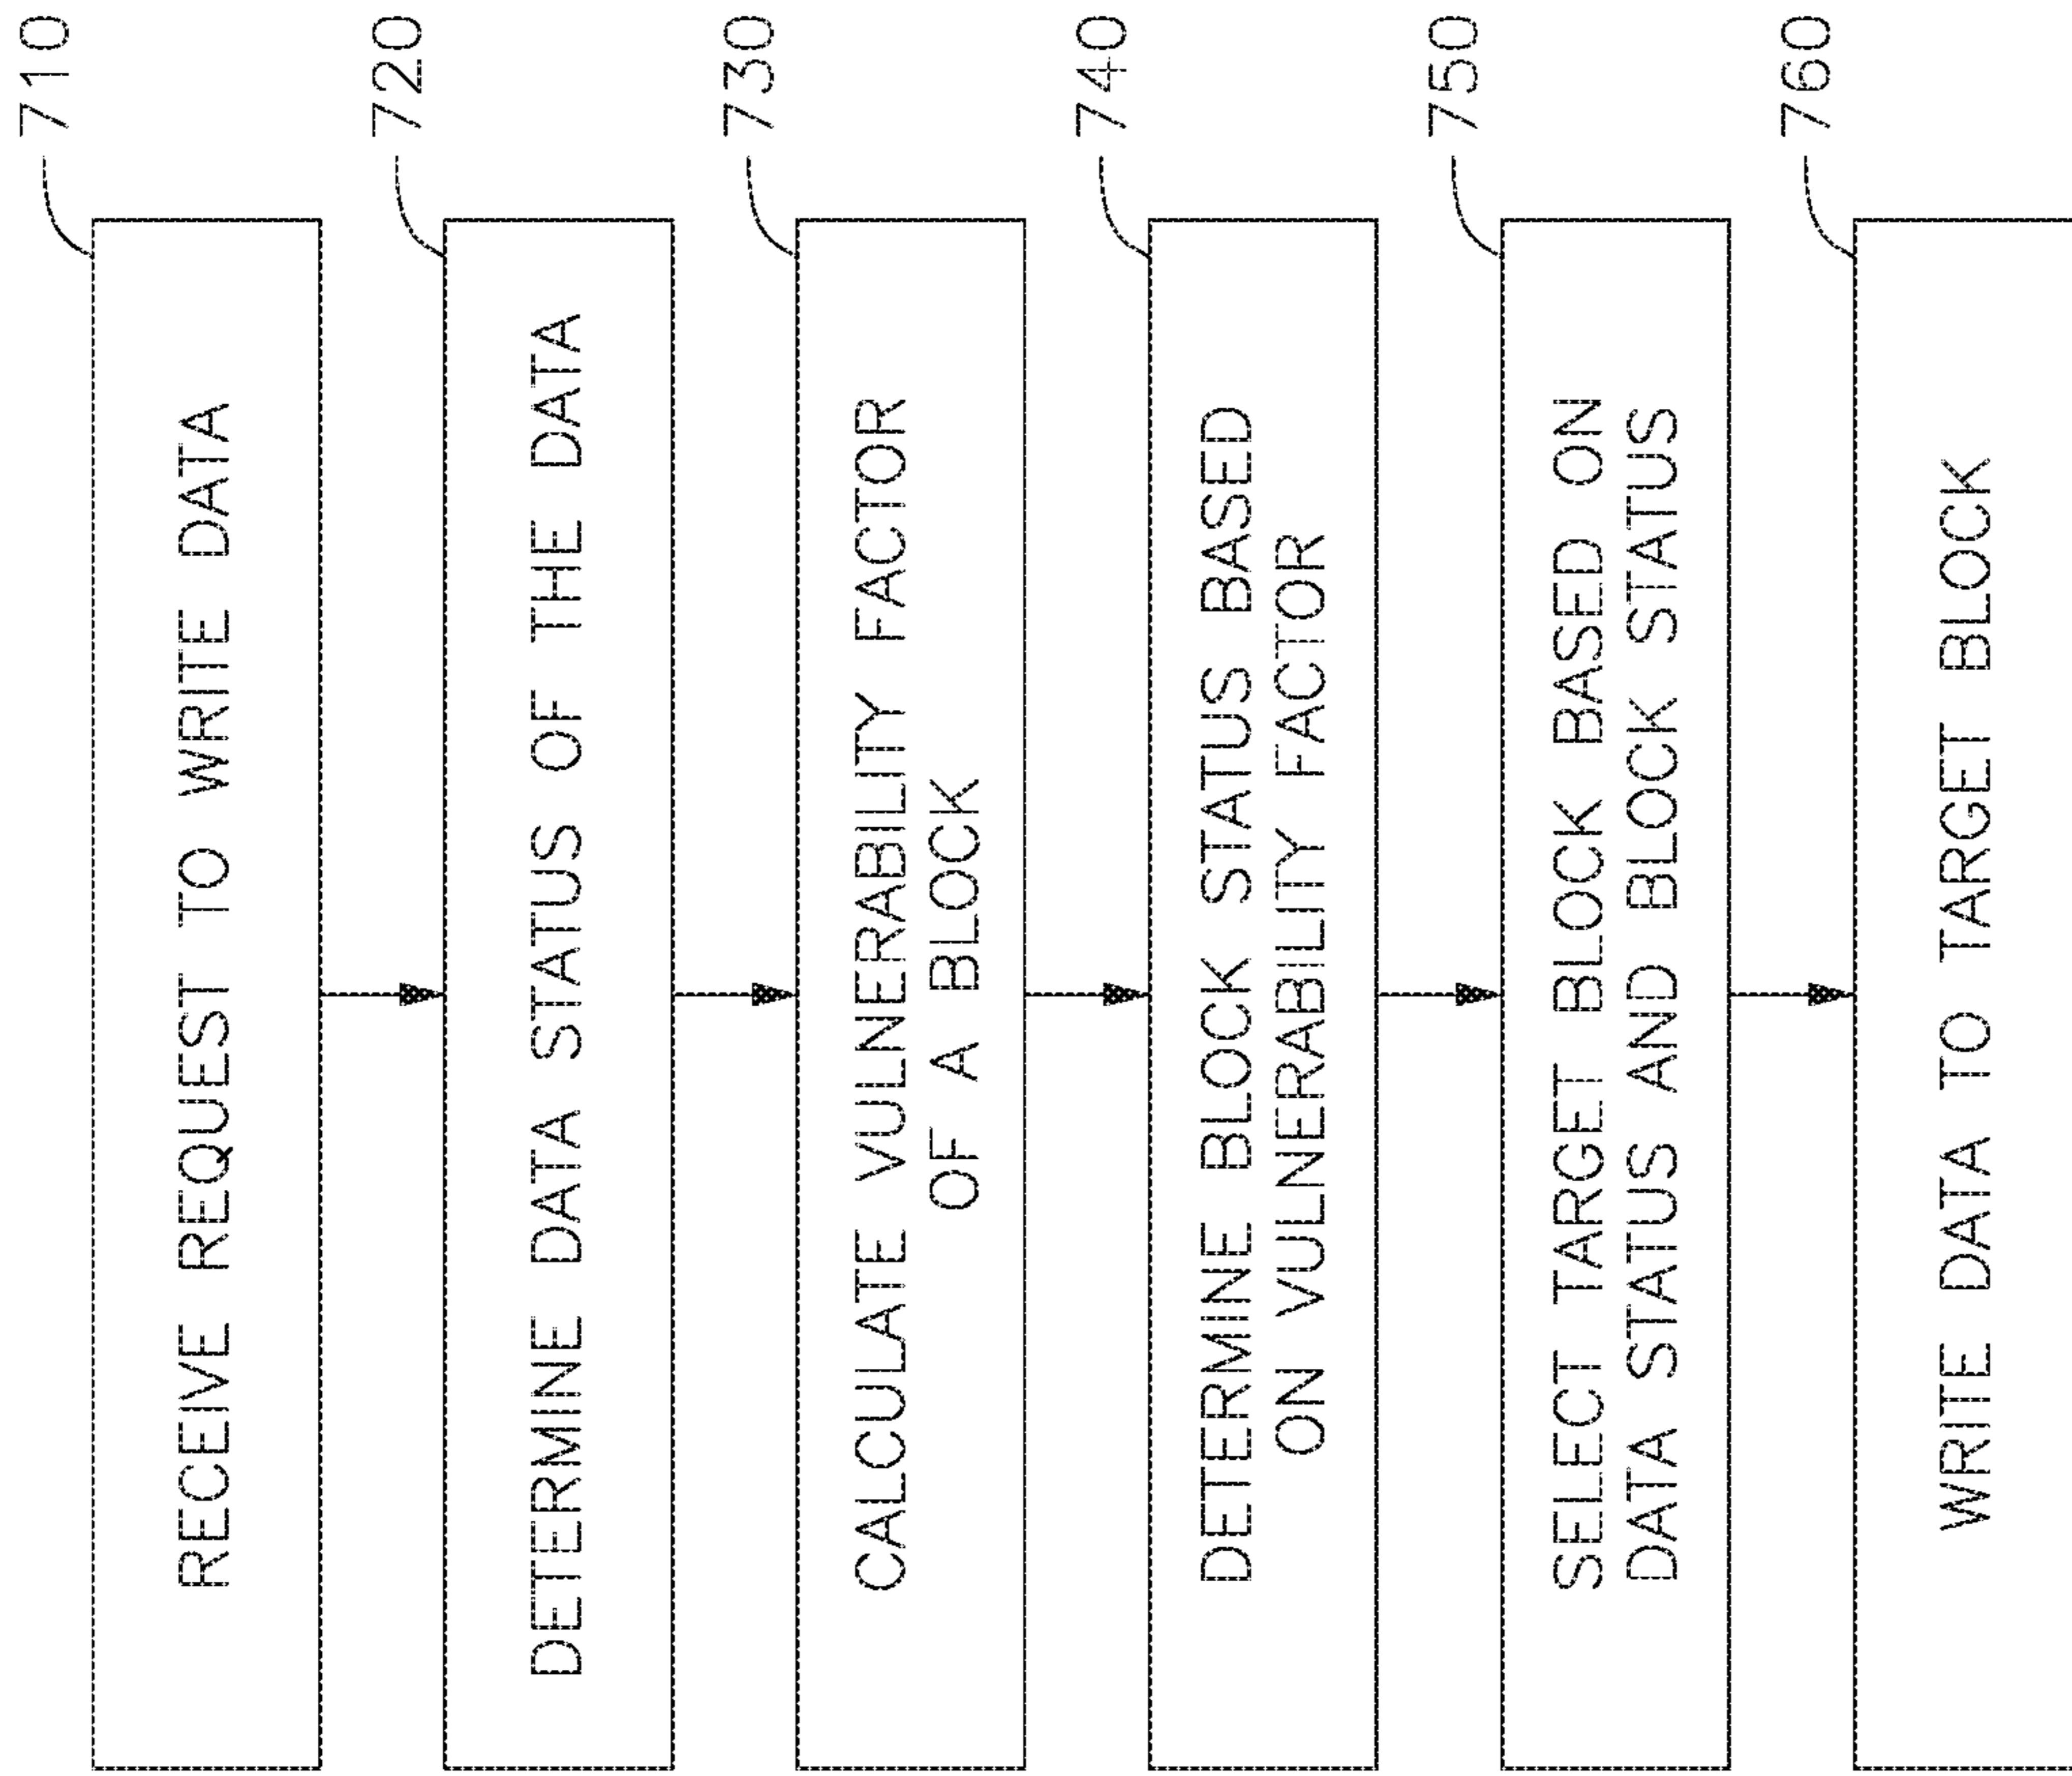 710
RECEIVE REQUEST TO WRITE DATA
720
DETERMINE DATA STATUS OF THE DATA
730
CALCULATE VULNERABILITY FACTOR
OF A BLOCK
740
DETERMINE BLOCK STATUS BASED
ON VULNERABILITY FACTOR
750
SELECT TARGET BLOCK BASED ON
DATA STATUS AND BLOCK STATUS
760
WRITE DATA TO TARGET BLOCK